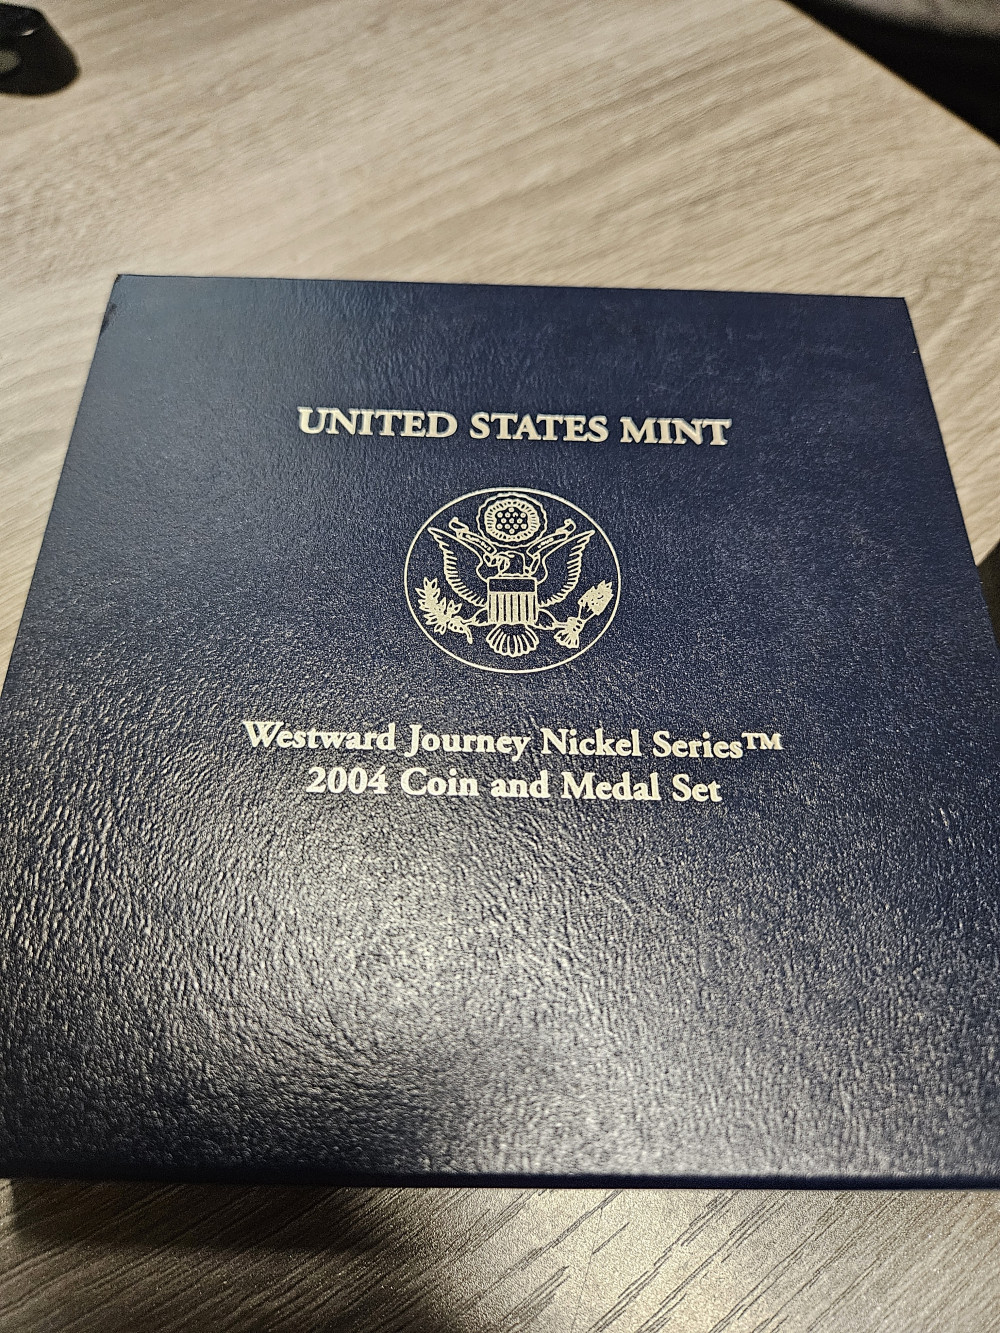 UNITED STATES MINT
Westward Journey Nickel Series™
2004 Coin and Medal Set